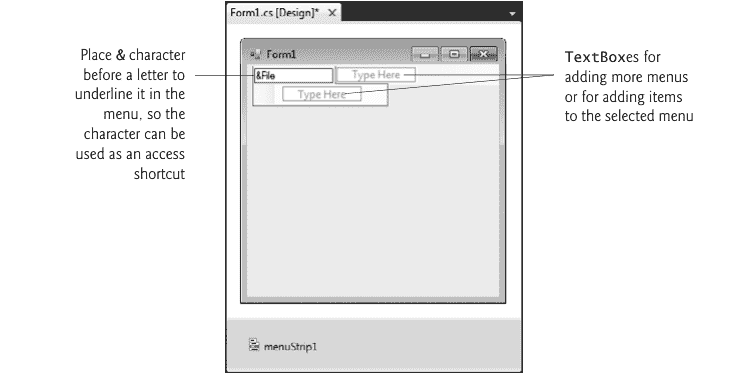 Form1.cs [Design]* ✕
Place & character
before a letter to
underline it in the
menu, so the
character can be
used as an access
shortcut
Form1
&File
Type Here
Type Here
TextBoxes for
adding more menus
or for adding items
to the selected menu
menuStrip1